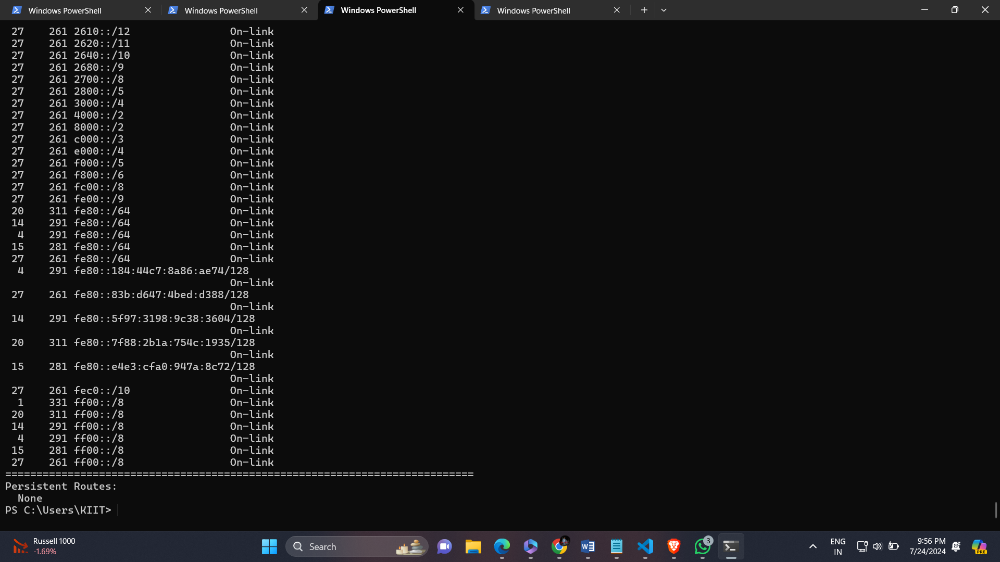 Windows PowerShell Windows PowerShell Windows PowerShell Windows PowerShell
27 261 2610::/12 On-link
27 261 2620::/11 On-link
27 261 2640::/10 On-link
27 261 2680::/9 On-link
27 261 2700::/8 On-link
27 261 2800::/5 On-link
27 261 3000::/4 On-link
27 261 4000::/2 On-link
27 261 8000::/2 On-link
27 261 c000::/3 On-link
27 261 e000::/4 On-link
27 261 f000::/5 On-link
27 261 f800::/6 On-link
27 261 fc00::/8 On-link
27 261 fe00::/9 On-link
20 311 fe80::/64 On-link
14 291 fe80::/64 On-link
4 291 fe80::/64 On-link
15 281 fe80::/64 On-link
27 261 fe80::/64 On-link
4 291 fe80::184:44c7:8a86:ae74/128
On-link
27 261 fe80::83b:d647:4bed:d388/128
On-link
14 291 fe80::5f97:3198:9c38:3604/128
On-link
20 311 fe80::7f88:2b1a:754c:1935/128
On-link
15 281 fe80::e4e3:cfa0:947a:8c72/128
On-link
27 261 fec0::/10 On-link
1 331 ff00::/8 On-link
20 311 ff00::/8 On-link
14 291 ff00::/8 On-link
4 291 ff00::/8 On-link
15 281 ff00::/8 On-link
27 261 ff00::/8 On-link
===========================================================================
Persistent Routes:
None
PS C:\Users\KIIT>
Russell 1000
-1.69%
Search
3
ENG
IN
9:56 PM
7/24/2024
PRE